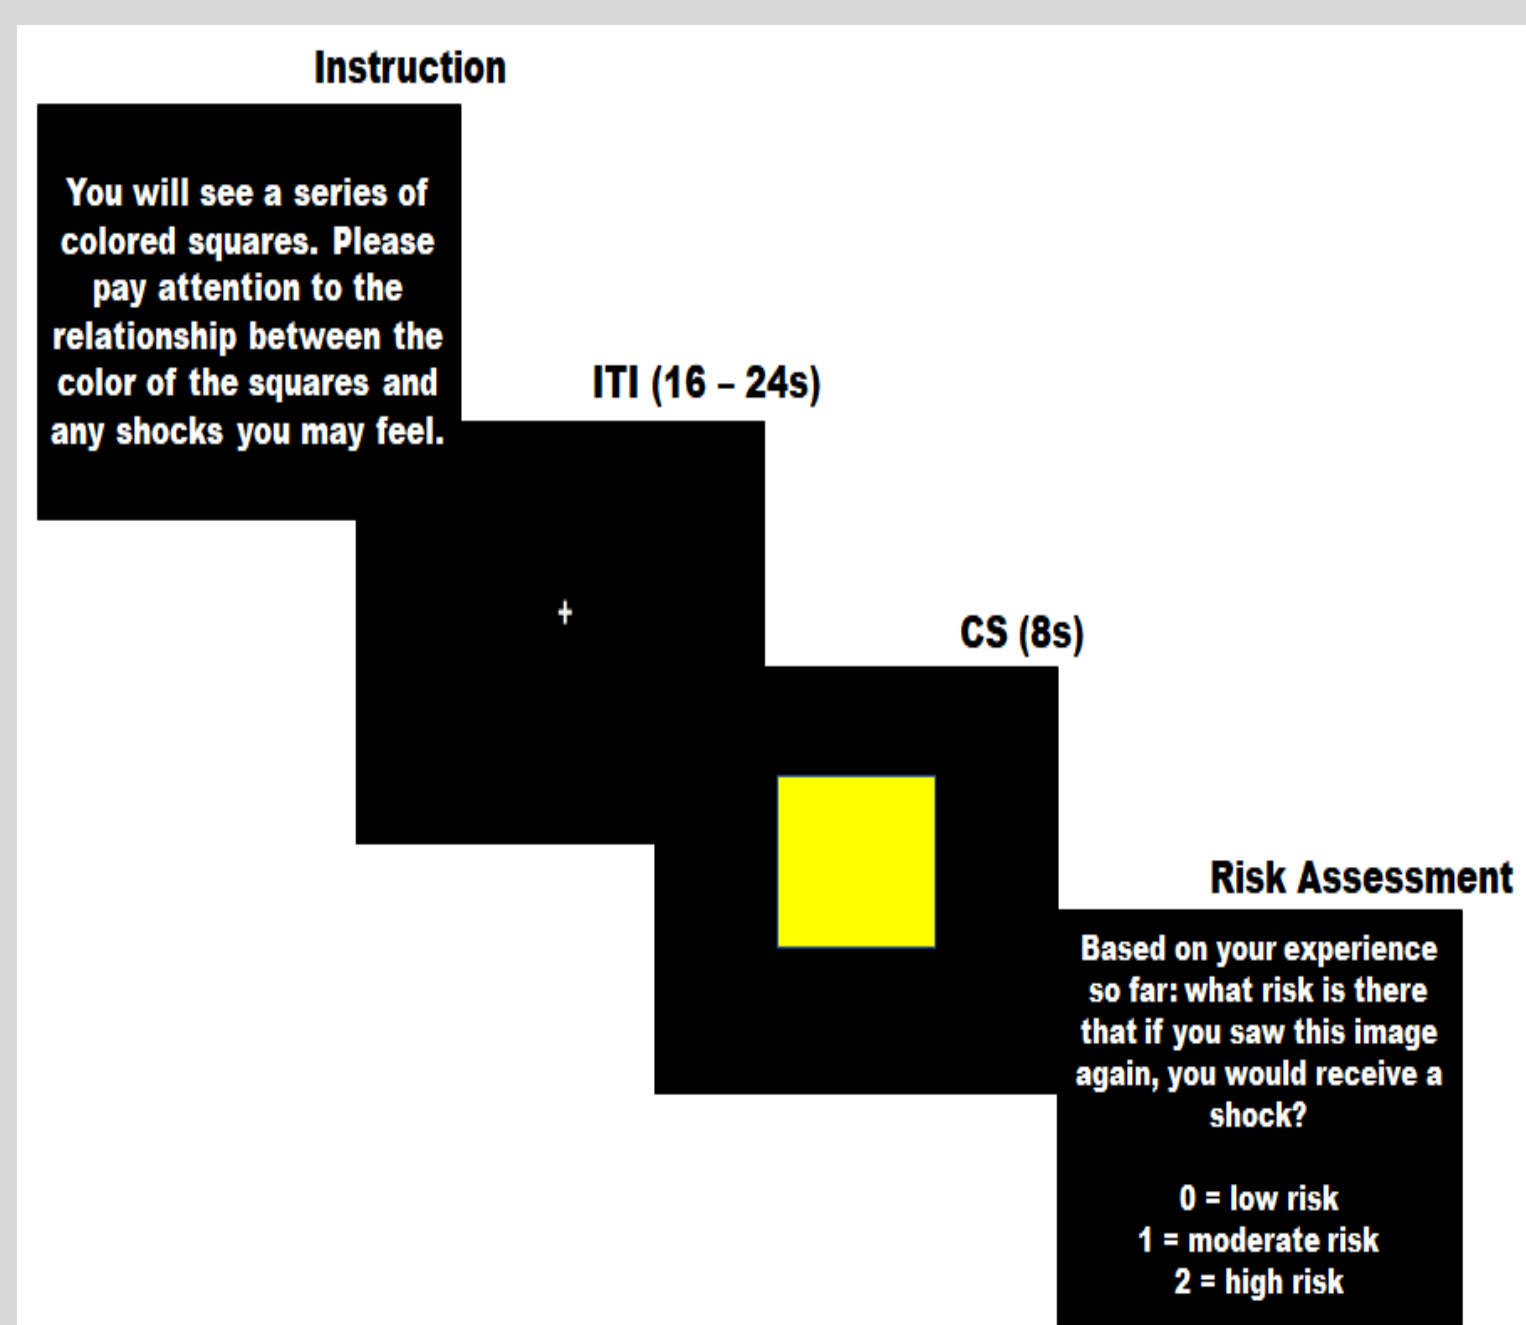 Instruction
You will see a series of
colored squares. Please
pay attention to the
relationship between the
color of the squares and
any shocks you may feel.
ITI (16 – 24s)
+
CS (8s)
Risk Assessment
Based on your experience
so far: what risk is there
that if you saw this image
again, you would receive a
shock?
0 = low risk
1 = moderate risk
2 = high risk